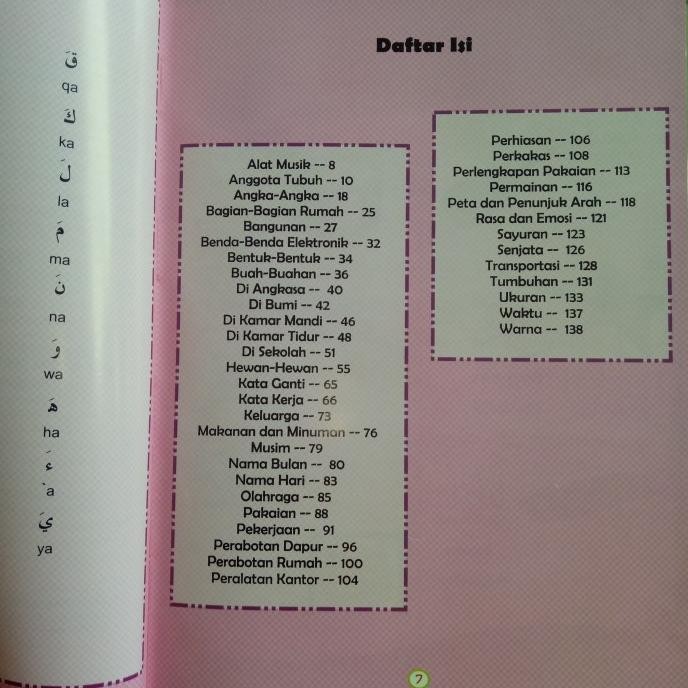 قَ
qa
كَ
ka
لَ
la
مَ
ma
نَ
na
وَ
wa
هَ
ha
ءَ
`a
يَ
ya
Daftar Isi
Alat Musik -- 8
Anggota Tubuh -- 10
Angka-Angka -- 18
Bagian-Bagian Rumah -- 25
Bangunan -- 27
Benda-Benda Elektronik -- 32
Bentuk-Bentuk -- 34
Buah-Buahan -- 36
Di Angkasa -- 40
Di Bumi -- 42
Di Kamar Mandi -- 46
Di Kamar Tidur -- 48
Di Sekolah -- 51
Hewan-Hewan -- 55
Kata Ganti -- 65
Kata Kerja -- 66
Keluarga -- 73
Makanan dan Minuman -- 76
Musim -- 79
Nama Bulan -- 80
Nama Hari -- 83
Olahraga -- 85
Pakaian -- 88
Pekerjaan -- 91
Perabotan Dapur -- 96
Perabotan Rumah -- 100
Peralatan Kantor -- 104
Perhiasan -- 106
Perkakas -- 108
Perlengkapan Pakaian -- 113
Permainan -- 116
Peta dan Penunjuk Arah -- 118
Rasa dan Emosi -- 121
Sayuran -- 123
Senjata -- 126
Transportasi -- 128
Tumbuhan -- 131
Ukuran -- 133
Waktu -- 137
Warna -- 138
7